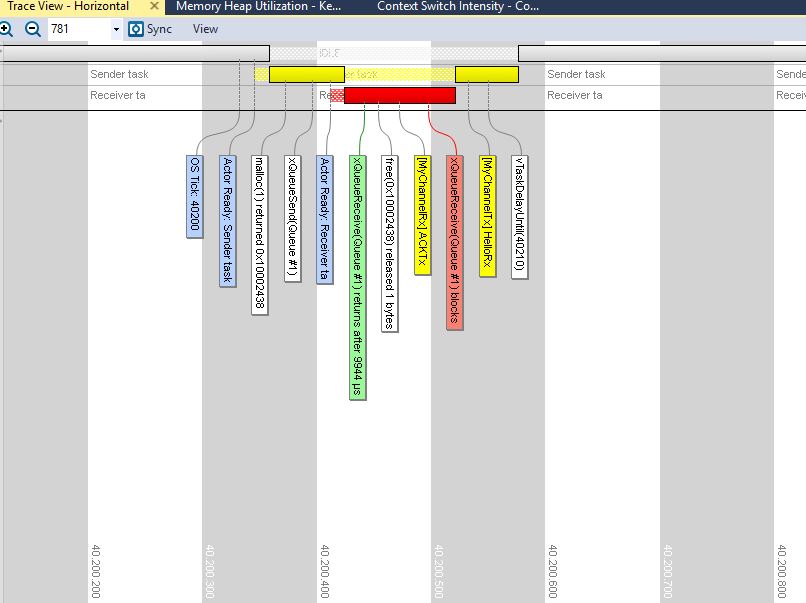 Trace View - Horizontal
Memory Heap Utilization - Ke...
Context Switch Intensity - Co...
781
Sync
View
IDLE
Sender task
er task
Sender task
Sende
Receiver ta
Re
Receiver ta
Receiv
OS Tick: 40200
Actor Ready: Sender task
malloc(1) returned 0x10002438
xQueueSend(Queue #1)
Actor Ready: Receiver ta
xQueueReceive(Queue #1) returns after 9944 µs
free(0x10002438) released 1 bytes
[MyChannelRx] ACKTx
xQueueReceive(Queue #1) blocks
[MyChannelTx] HelloRx
vTaskDelayUntil(40210)
40.200.200
40.200.300
40.200.400
40.200.500
40.200.600
40.200.700
40.200.800